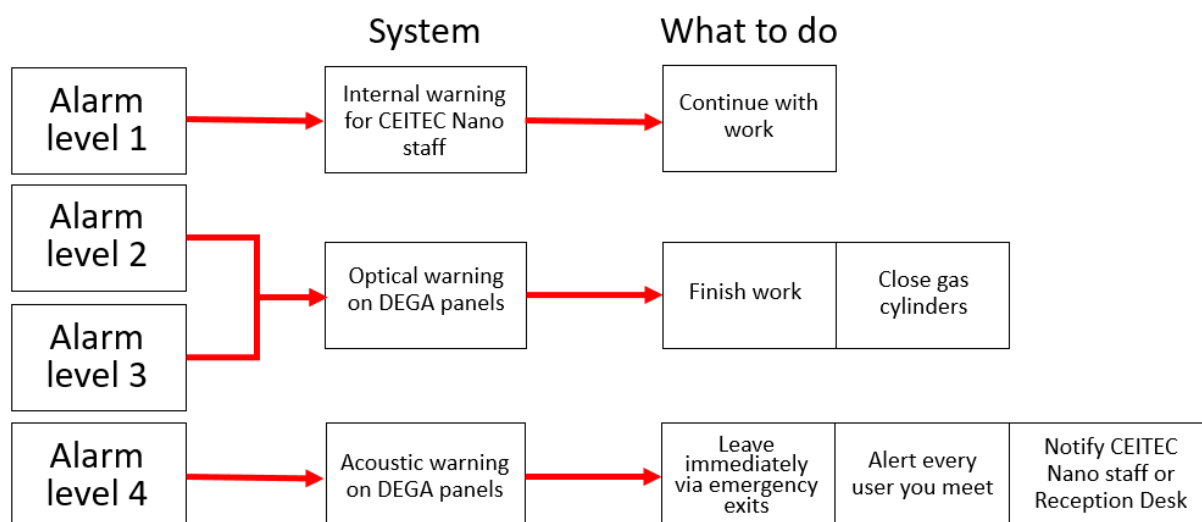 System
What to do
Alarm
level 1
Internal warning
for CEITEC Nano
staff
Continue with
work
Alarm
level 2
Alarm
level 3
Optical warning
on DEGA panels
Finish work
Close gas
cylinders
Alarm
level 4
Acoustic warning
on DEGA panels
Leave
immediately
via emergency
exits
Alert every
user you meet
Notify CEITEC
Nano staff or
Reception Desk